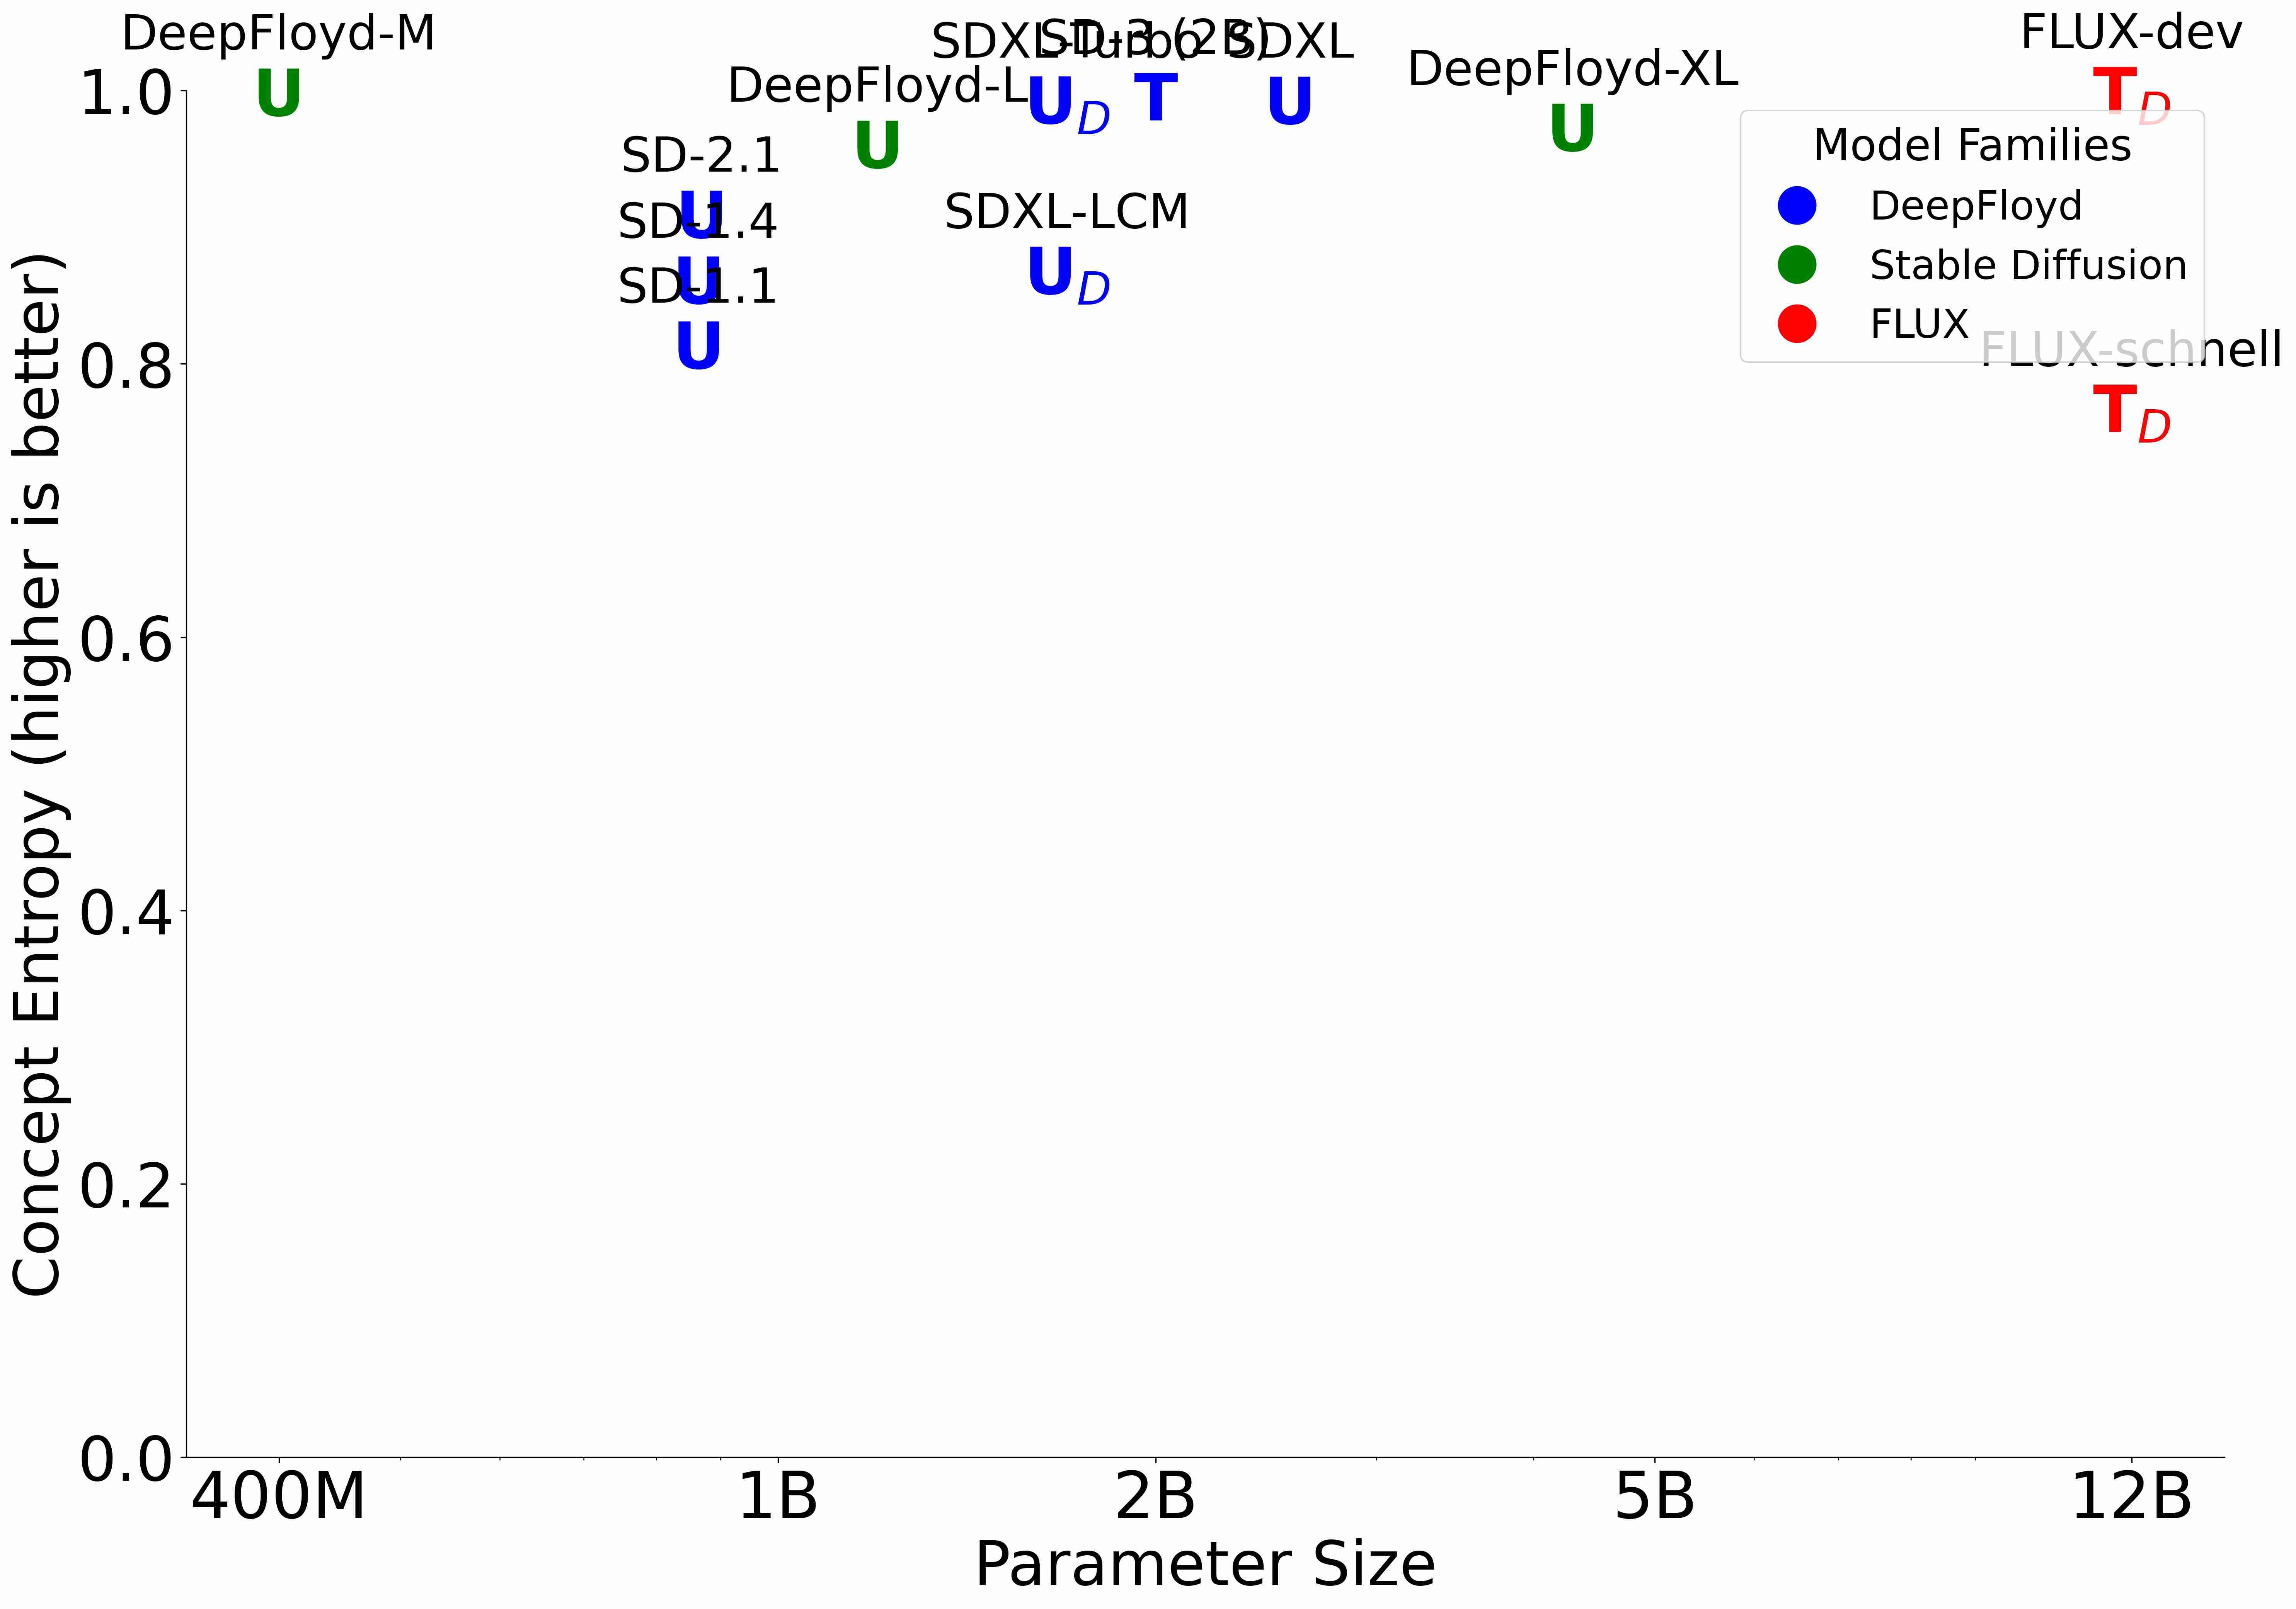 DeepFloyd-M
SDXL-Turbo
SD-3 (2B)
SDXL
FLUX-dev
DeepFloyd-L
DeepFloyd-XL
U
U D
T
U
U
T D
U
SD-2.1
U
SD-1.4
U
SD-1.1
U
SDXL-LCM
U D
Model Families
DeepFloyd
Stable Diffusion
FLUX
FLUX-schnell
T D
1.0
0.8
0.6
0.4
0.2
0.0
Concept Entropy (higher is better)
400M
1B
2B
5B
12B
Parameter Size